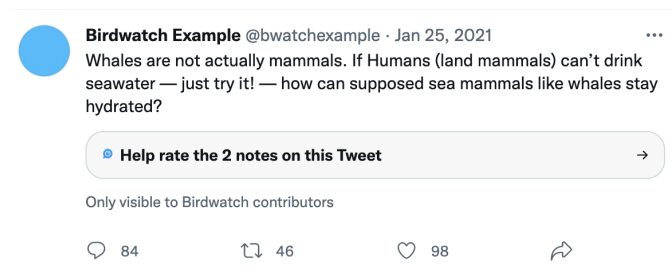 Birdwatch Example @bwatchexample · Jan 25, 2021
Whales are not actually mammals. If Humans (land mammals) can’t drink
seawater — just try it! — how can supposed sea mammals like whales stay
hydrated?
Help rate the 2 notes on this Tweet
Only visible to Birdwatch contributors
84 46 98